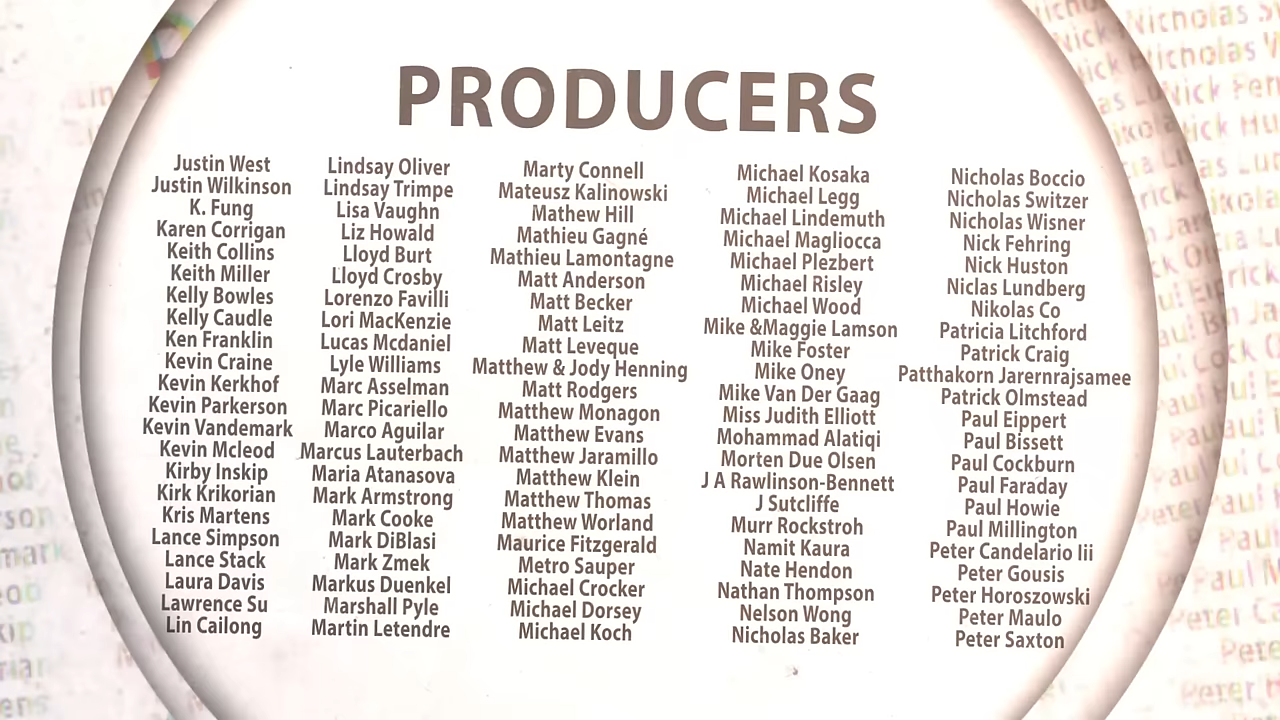 PRODUCERS
Justin West
Justin Wilkinson
K. Fung
Karen Corrigan
Keith Collins
Keith Miller
Kelly Bowles
Kelly Caudle
Ken Franklin
Kevin Craine
Kevin Kerkhof
Kevin Parkerson
Kevin Vandemark
Kevin Mcleod
Kirby Inskip
Kirk Krikorian
Kris Martens
Lance Simpson
Lance Stack
Laura Davis
Lawrence Su
Lin Cailong
Lindsay Oliver
Lindsay Trimpe
Lisa Vaughn
Liz Howald
Lloyd Burt
Lloyd Crosby
Lorenzo Favilli
Lori MacKenzie
Lucas Mcdaniel
Lyle Williams
Marc Asselman
Marc Picariello
Marco Aguilar
Marcus Lauterbach
Maria Atanasova
Mark Armstrong
Mark Cooke
Mark DiBlasi
Mark Zmek
Markus Duenkel
Marshall Pyle
Martin Letendre
Marty Connell
Mateusz Kalinowski
Mathew Hill
Mathieu Gagné
Mathieu Lamontagne
Matt Anderson
Matt Becker
Matt Leitz
Matt Leveque
Matthew & Jody Henning
Matt Rodgers
Matthew Monagon
Matthew Evans
Matthew Jaramillo
Matthew Klein
Matthew Thomas
Matthew Worland
Maurice Fitzgerald
Metro Sauper
Michael Crocker
Michael Dorsey
Michael Koch
Michael Kosaka
Michael Legg
Michael Lindemuth
Michael Magliocca
Michael Plezbert
Michael Risley
Michael Wood
Mike &Maggie Lamson
Mike Foster
Mike Oney
Mike Van Der Gaag
Miss Judith Elliott
Mohammad Alatiqi
Morten Due Olsen
J A Rawlinson-Bennett
J Sutcliffe
Murr Rockstroh
Namit Kaura
Nate Hendon
Nathan Thompson
Nelson Wong
Nicholas Baker
Nicholas Boccio
Nicholas Switzer
Nicholas Wisner
Nick Fehring
Nick Huston
Niclas Lundberg
Nikolas Co
Patricia Litchford
Patrick Craig
Patthakorn Jarernrajsamee
Patrick Olmstead
Paul Eippert
Paul Bissett
Paul Cockburn
Paul Faraday
Paul Howie
Paul Millington
Peter Candelario Iii
Peter Gousis
Peter Horoszowski
Peter Maulo
Peter Saxton